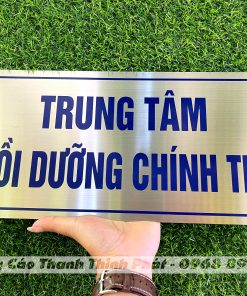 TRUNG TÂM
ỒI DƯỠNG CHÍNH T
Cáo Thanh Thịnh Phát - 0968 89